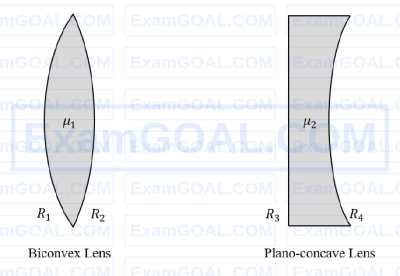 ExamGOAL.COM
μ₁
μ₂
R₁
R₂
R₃
R₄
Biconvex Lens
Plano-concave Lens